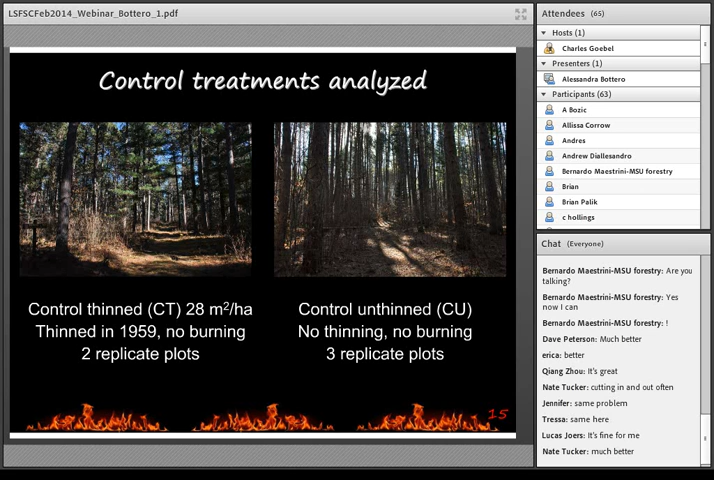 LSFSCFeb2014_Webinar_Bottero_1.pdf
Control treatments analyzed
Control thinned (CT) 28 m²/ha
Thinned in 1959, no burning
2 replicate plots
Control unthinned (CU)
No thinning, no burning
3 replicate plots
15
Attendees (65)
Hosts (1)
Charles Goebel
Presenters (1)
Alessandra Bottero
Participants (63)
A Bozic
Allissa Corrow
Andres
Andrew Diallesandro
Bernardo Maestrini-MSU forestry
Brian
Brian Palik
c hollings
Chat (Everyone)
Bernardo Maestrini-MSU forestry: Are you
talking?
Bernardo Maestrini-MSU forestry: Yes
now I can
Bernardo Maestrini-MSU forestry: !
Dave Peterson: Much better
erica: better
Qiang Zhou: It's great
Nate Tucker: cutting in and out often
Jennifer: same problem
Tressa: same here
Lucas Joers: It's fine for me
Nate Tucker: much better